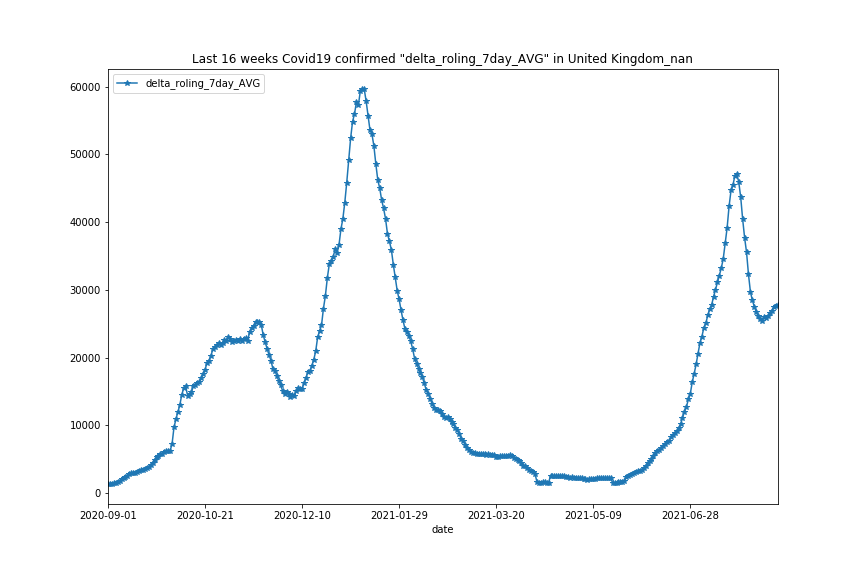 Last 16 weeks Covid19 confirmed "delta_roling_7day_AVG" in United Kingdom_nan
delta_roling_7day_AVG
60000
50000
40000
30000
20000
10000
0
2020-09-01 2020-10-21 2020-12-10 2021-01-29 2021-03-20 2021-05-09 2021-06-28
date